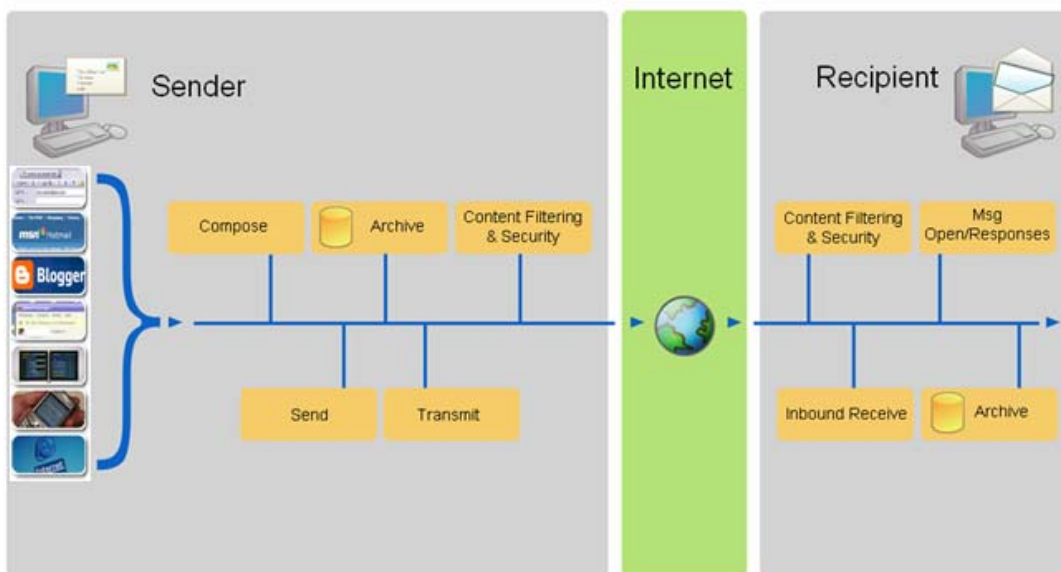 Sender
Internet
Recipient
msn Hotmail
Blogger
Compose
Archive
Content Filtering
& Security
Send
Transmit
Content Filtering
& Security
Msg
Open/Responses
Inbound Receive
Archive